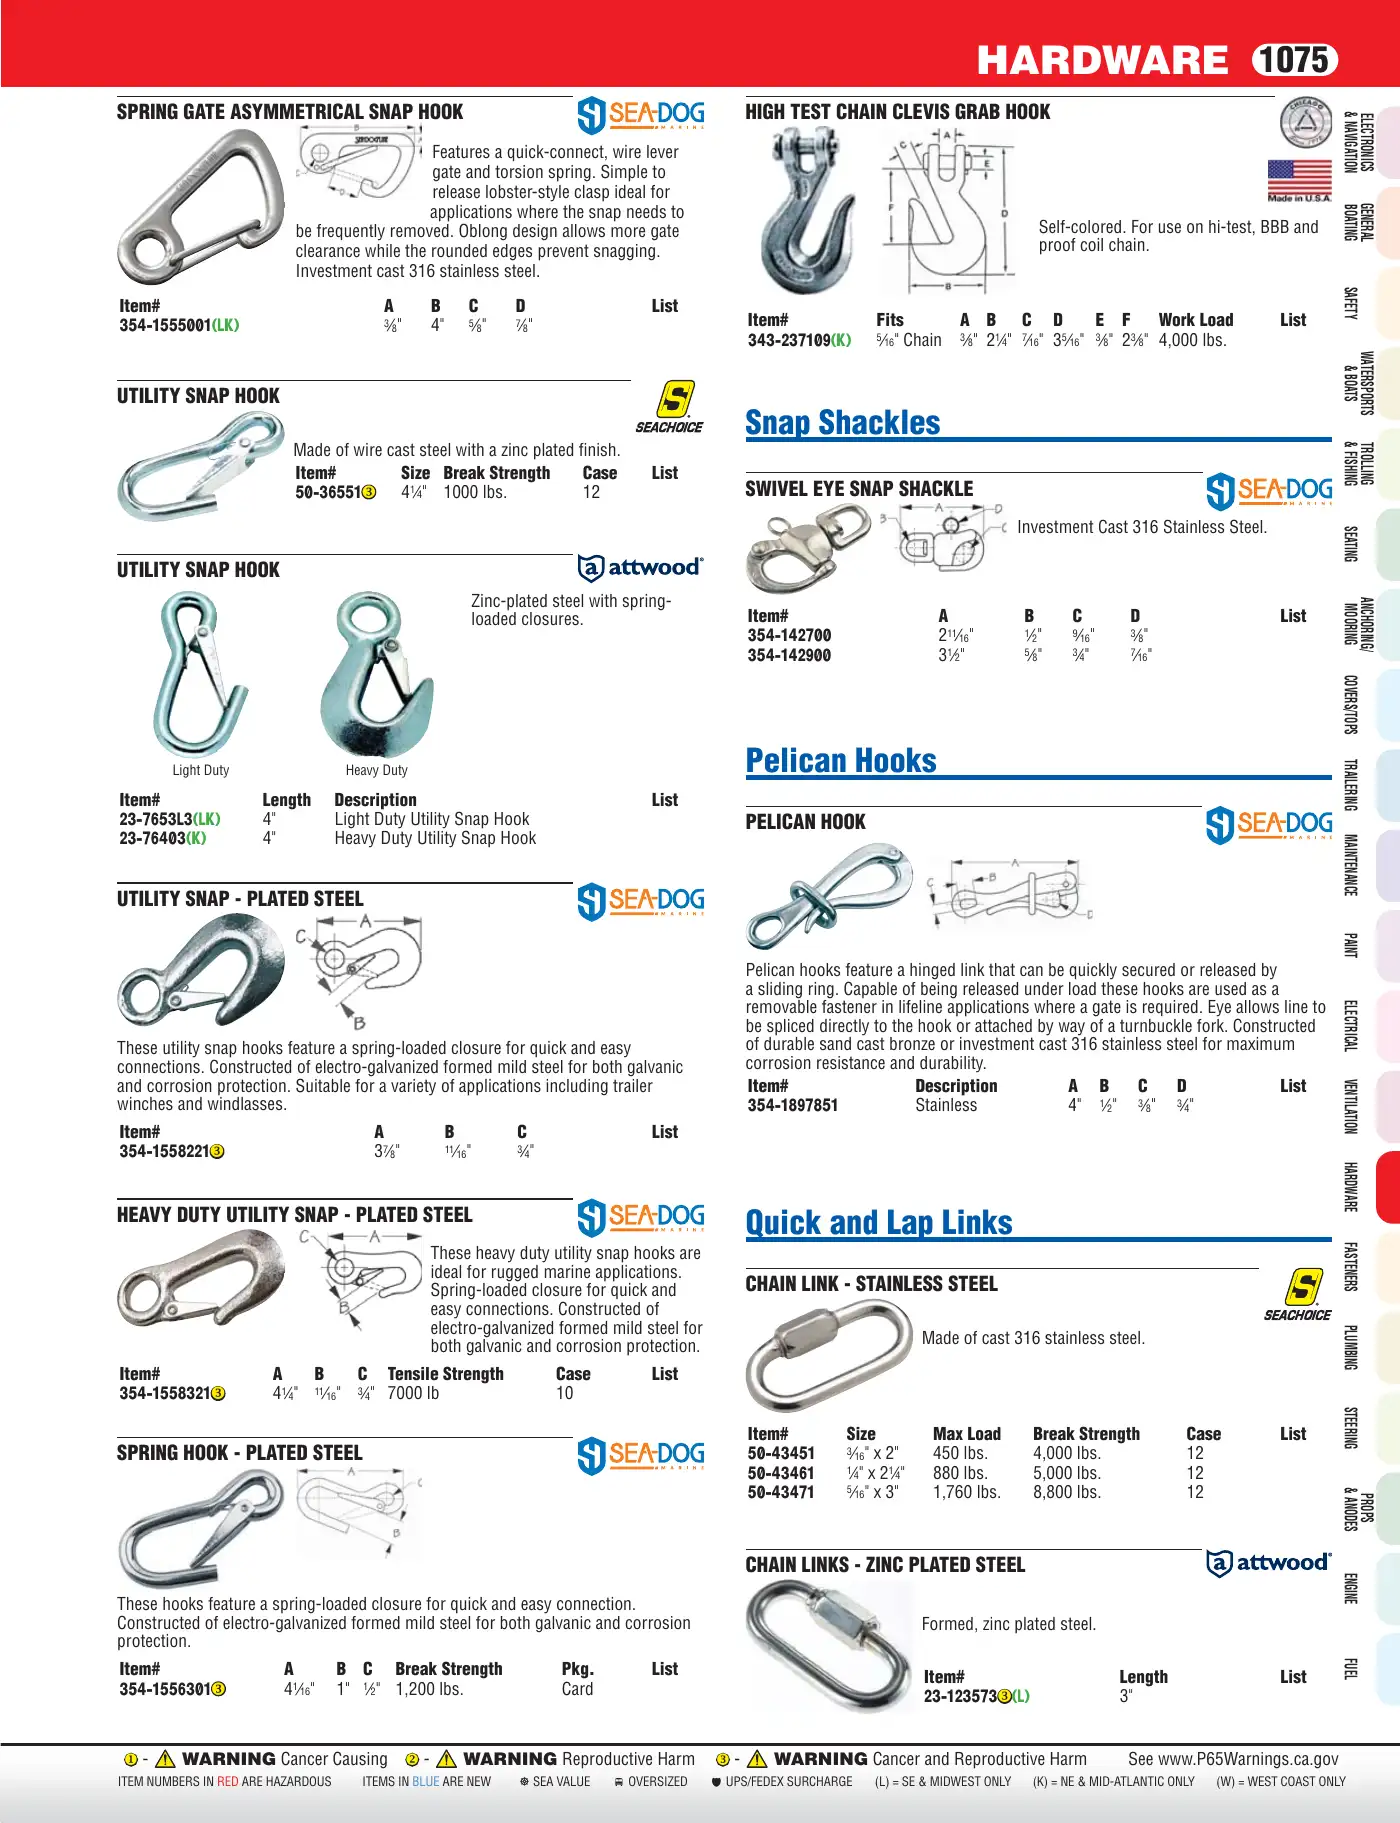 HARDWARE 1075
SPRING GATE ASYMMETRICAL SNAP HOOK
SEA-DOG
MARINE
B
D
Features a quick-connect, wire lever
gate and torsion spring. Simple to
release lobster-style clasp ideal for
applications where the snap needs to
be frequently removed. Oblong design allows more gate
clearance while the rounded edges prevent snagging.
Investment cast 316 stainless steel.
Item# A B C D List
354-1555001(LK) 3⁄8" 4" 5⁄8" 7⁄8"
UTILITY SNAP HOOK
S
SEACHOICE
Made of wire cast steel with a zinc plated finish.
Item# Size Break Strength Case List
50-36551 3 41⁄4" 1000 lbs. 12
UTILITY SNAP HOOK
a attwood®
Zinc-plated steel with spring-
loaded closures.
Light Duty Heavy Duty
Item# Length Description List
23-7653L3(LK) 4" Light Duty Utility Snap Hook
23-76403(K) 4" Heavy Duty Utility Snap Hook
UTILITY SNAP - PLATED STEEL
SEA-DOG
MARINE
A
C
B
These utility snap hooks feature a spring-loaded closure for quick and easy
connections. Constructed of electro-galvanized formed mild steel for both galvanic
and corrosion protection. Suitable for a variety of applications including trailer
winches and windlasses.
Item# A B C List
354-1558221 3 37⁄8" 11⁄16" 3⁄4"
HEAVY DUTY UTILITY SNAP - PLATED STEEL
SEA-DOG
MARINE
C A
B
These heavy duty utility snap hooks are
ideal for rugged marine applications.
Spring-loaded closure for quick and
easy connections. Constructed of
electro-galvanized formed mild steel for
both galvanic and corrosion protection.
Item# A B C Tensile Strength Case List
354-1558321 3 41⁄4" 11⁄16" 3⁄4" 7000 lb 10
SPRING HOOK - PLATED STEEL
SEA-DOG
MARINE
A
C
B
These hooks feature a spring-loaded closure for quick and easy connection.
Constructed of electro-galvanized formed mild steel for both galvanic and corrosion
protection.
Item# A B C Break Strength Pkg. List
354-1556301 3 41⁄16" 1" 1⁄2" 1,200 lbs. Card
HIGH TEST CHAIN CLEVIS GRAB HOOK
CHICAGO
Made in U.S.A.
A
C
E
F
D
B
Self-colored. For use on hi-test, BBB and
proof coil chain.
Item# Fits A B C D E F Work Load List
343-237109(K) 5⁄16" Chain 3⁄8" 21⁄4" 7⁄16" 35⁄16" 3⁄8" 23⁄8" 4,000 lbs.
Snap Shackles
SWIVEL EYE SNAP SHACKLE
SEA-DOG
MARINE
A D
B
C
Investment Cast 316 Stainless Steel.
Item# A B C D List
354-142700 211⁄16" 1⁄2" 9⁄16" 3⁄8"
354-142900 31⁄2" 5⁄8" 3⁄4" 7⁄16"
Pelican Hooks
PELICAN HOOK
SEA-DOG
MARINE
A
B
C
D
Pelican hooks feature a hinged link that can be quickly secured or released by
a sliding ring. Capable of being released under load these hooks are used as a
removable fastener in lifeline applications where a gate is required. Eye allows line to
be spliced directly to the hook or attached by way of a turnbuckle fork. Constructed
of durable sand cast bronze or investment cast 316 stainless steel for maximum
corrosion resistance and durability.
Item# Description A B C D List
354-1897851 Stainless 4" 1⁄2" 3⁄8" 3⁄4"
Quick and Lap Links
CHAIN LINK - STAINLESS STEEL
S
SEACHOICE
Made of cast 316 stainless steel.
Item# Size Max Load Break Strength Case List
50-43451 3⁄16" x 2" 450 lbs. 4,000 lbs. 12
50-43461 1⁄4" x 21⁄4" 880 lbs. 5,000 lbs. 12
50-43471 5⁄16" x 3" 1,760 lbs. 8,800 lbs. 12
CHAIN LINKS - ZINC PLATED STEEL
a attwood®
Formed, zinc plated steel.
Item# Length List
23-123573 3 (L) 3"
ELECTRONICS
& NAVIGATION
GENERAL
BOATING
SAFETY
WATERSPORTS
& BOATS
TROLLING
& FISHING
SEATING
ANCHORING/
MOORING
COVERS/TOPS
TRAILERING
MAINTENANCE
PAINT
ELECTRICAL
VENTILATION
HARDWARE
FASTENERS
PLUMBING
STEERING
PROPS
& ANODES
ENGINE
FUEL
1 - WARNING Cancer Causing 2 - WARNING Reproductive Harm 3 - WARNING Cancer and Reproductive Harm See www.P65Warnings.ca.gov
ITEM NUMBERS IN RED ARE HAZARDOUS ITEMS IN BLUE ARE NEW SEA VALUE OVERSIZED UPS/FEDEX SURCHARGE (L) = SE & MIDWEST ONLY (K) = NE & MID-ATLANTIC ONLY (W) = WEST COAST ONLY